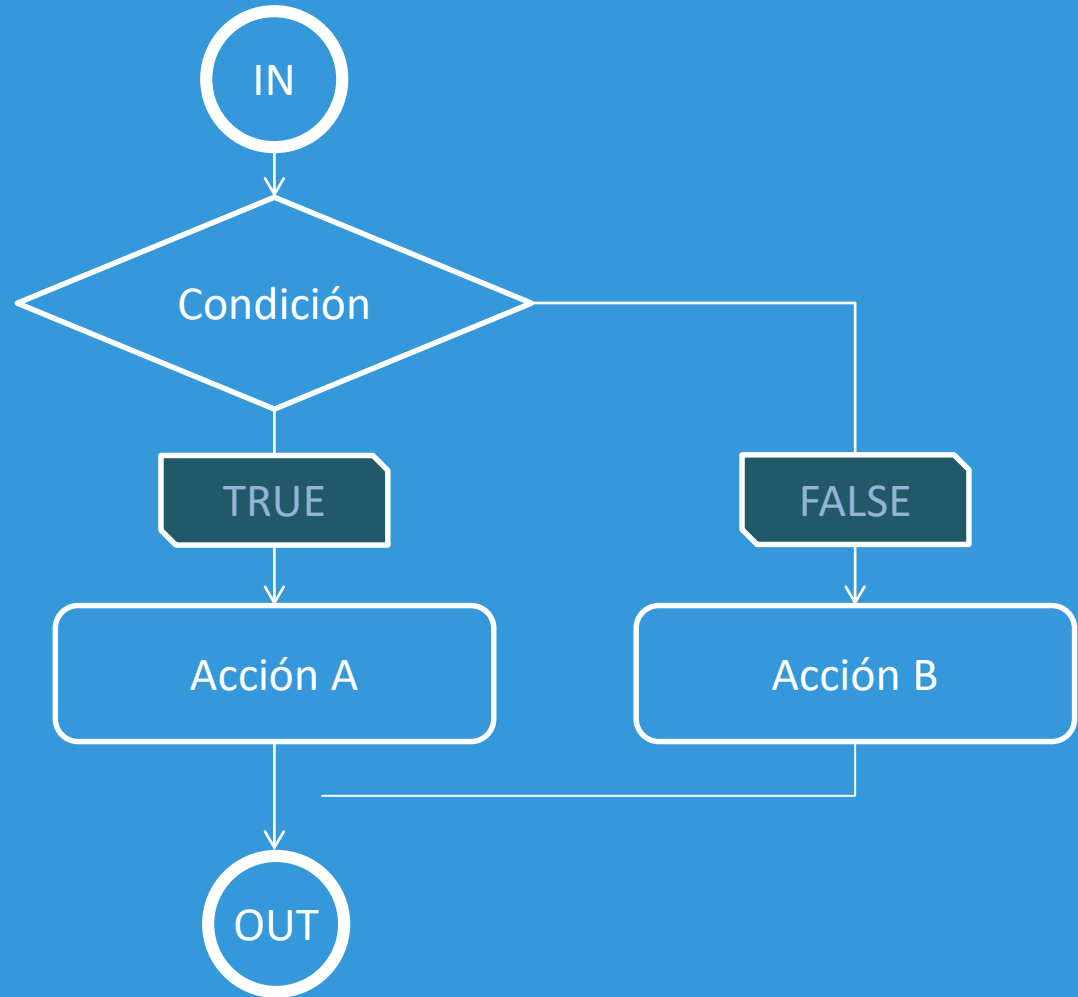 IN
Condición
TRUE
FALSE
Acción A
Acción B
OUT